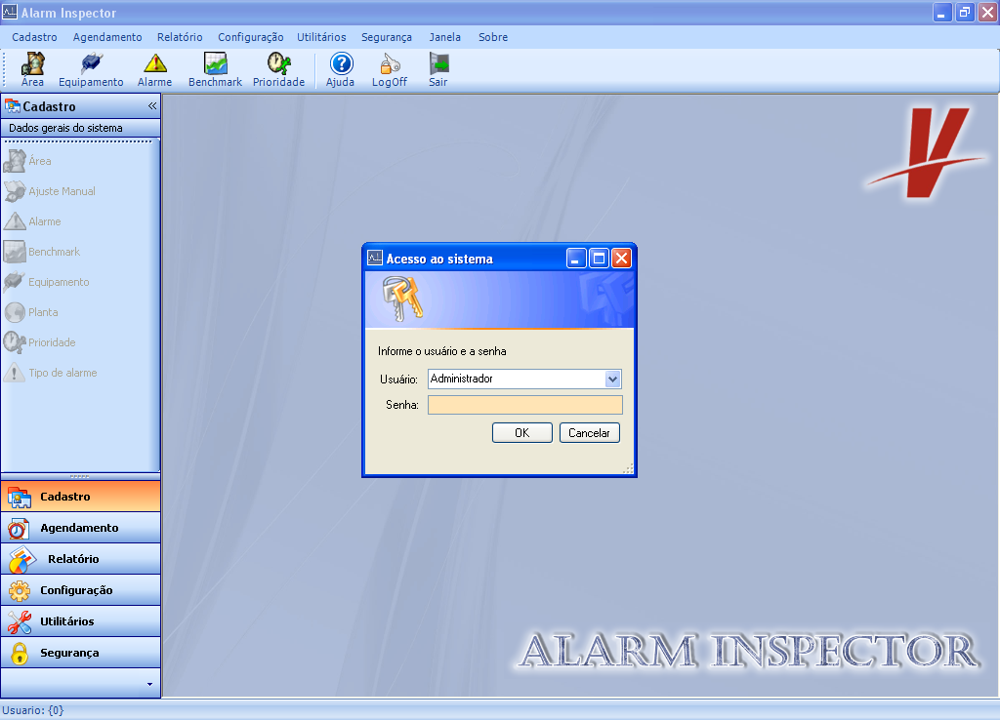 Alarm Inspector
Cadastro Agendamento Relatório Configuração Utilitários Segurança Janela Sobre
Área Equipamento Alarme Benchmark Prioridade Ajuda LogOff Sair
Cadastro
Dados gerais do sistema
Área
Ajuste Manual
Alarme
Benchmark
Equipamento
Planta
Prioridade
Tipo de alarme
Cadastro
Agendamento
Relatório
Configuração
Utilitários
Segurança
Acesso ao sistema
Informe o usuário e a senha
Usuário: Administrador
Senha:
OK Cancelar
ALARM INSPECTOR
Usuario: {0}